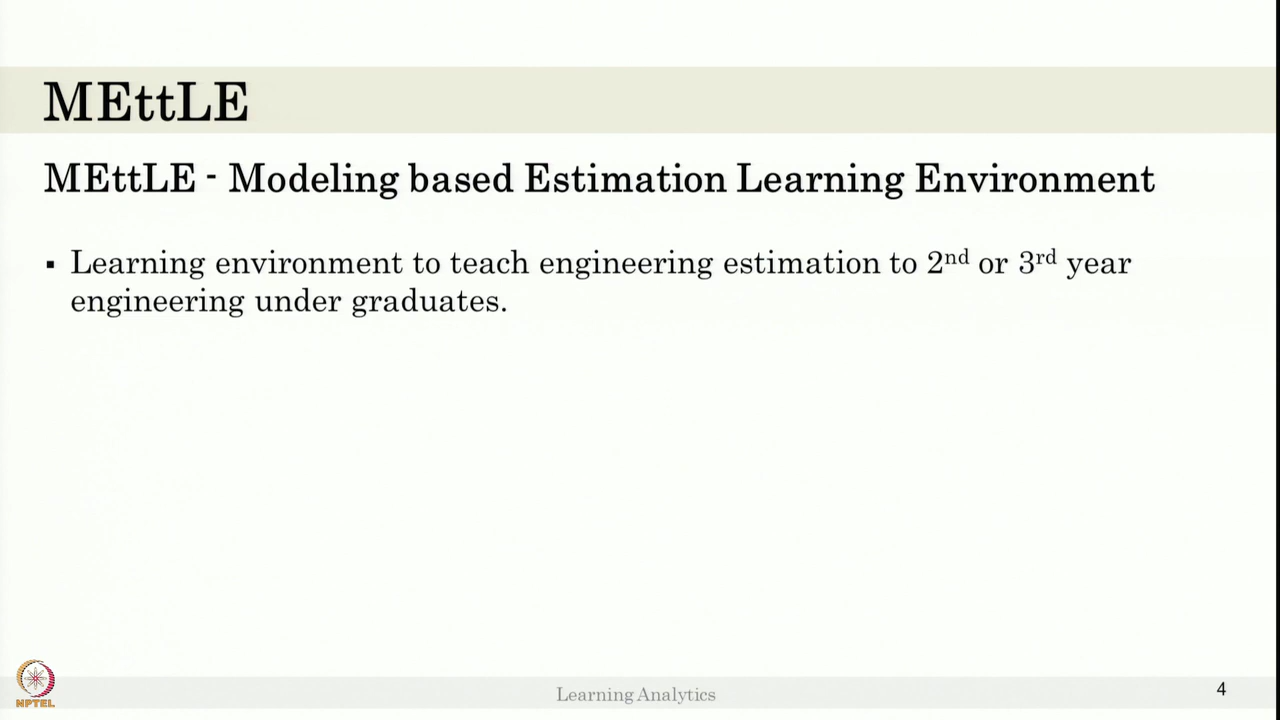 MEttLE
MEttLE - Modeling based Estimation Learning Environment
▪ Learning environment to teach engineering estimation to 2nd or 3rd year
engineering under graduates.
NPTEL
Learning Analytics
4